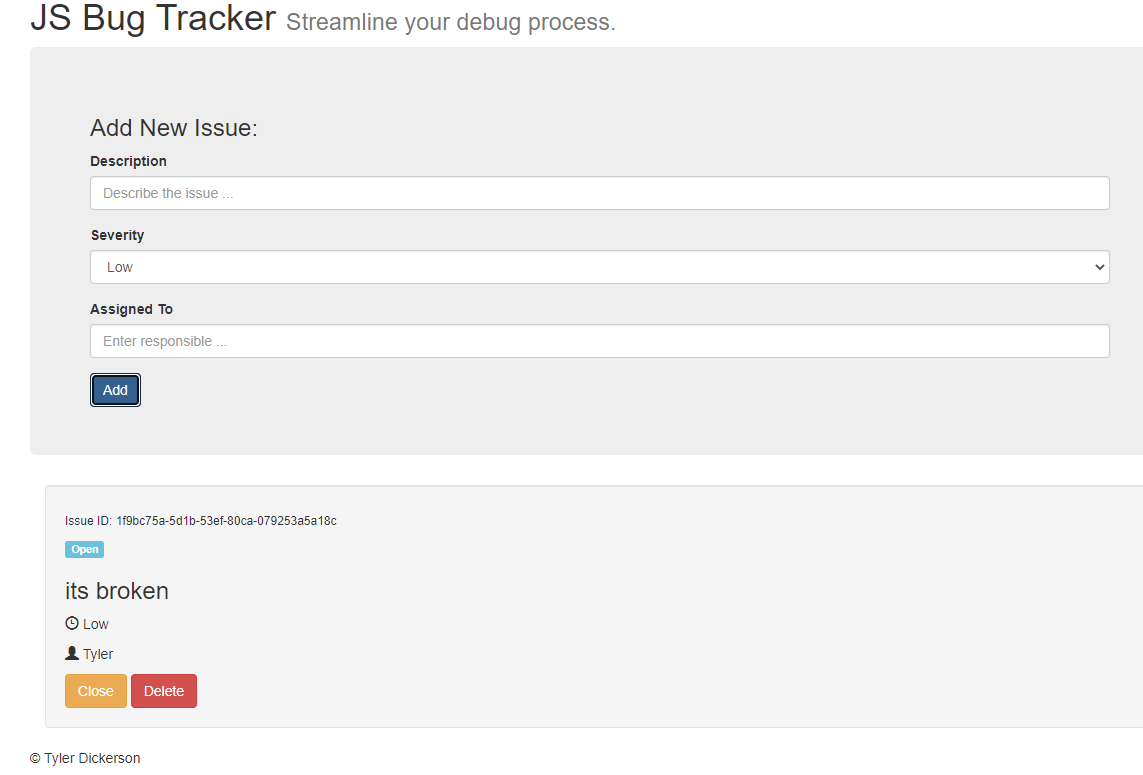 JS Bug Tracker Streamline your debug process.
Add New Issue:
Description
Describe the issue ...
Severity
Low
Assigned To
Enter responsible ...
Add
Issue ID: 1f9bc75a-5d1b-53ef-80ca-079253a5a18c
Open
its broken
Low
Tyler
Close Delete
© Tyler Dickerson